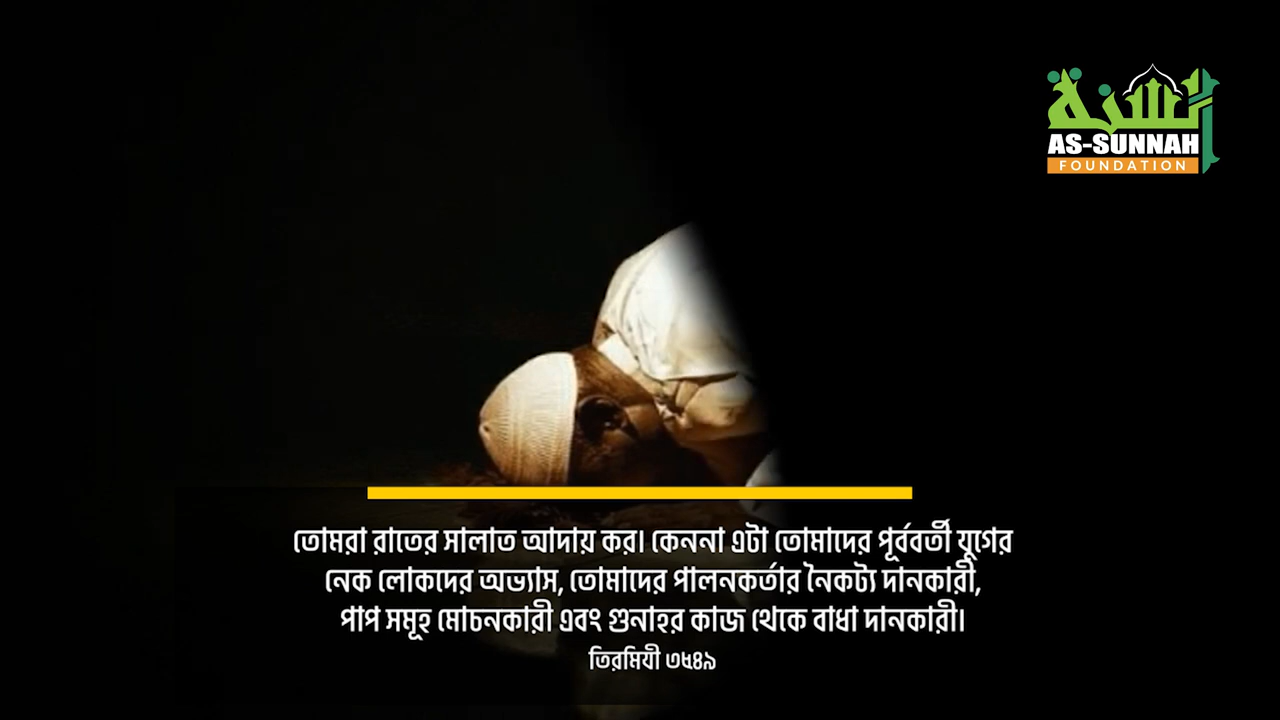 السنة
AS-SUNNAH
FOUNDATION
তোমরা রাতের সালাত আদায় কর। কেননা এটা তোমাদের পূর্ববর্তী যুগের
নেক লোকদের অভ্যাস, তোমাদের পালনকর্তার নৈকট্য দানকারী,
পাপ সমূহ মোচনকারী এবং গুনাহর কাজ থেকে বাধা দানকারী।
তিরমিযী ৩৫৪৯